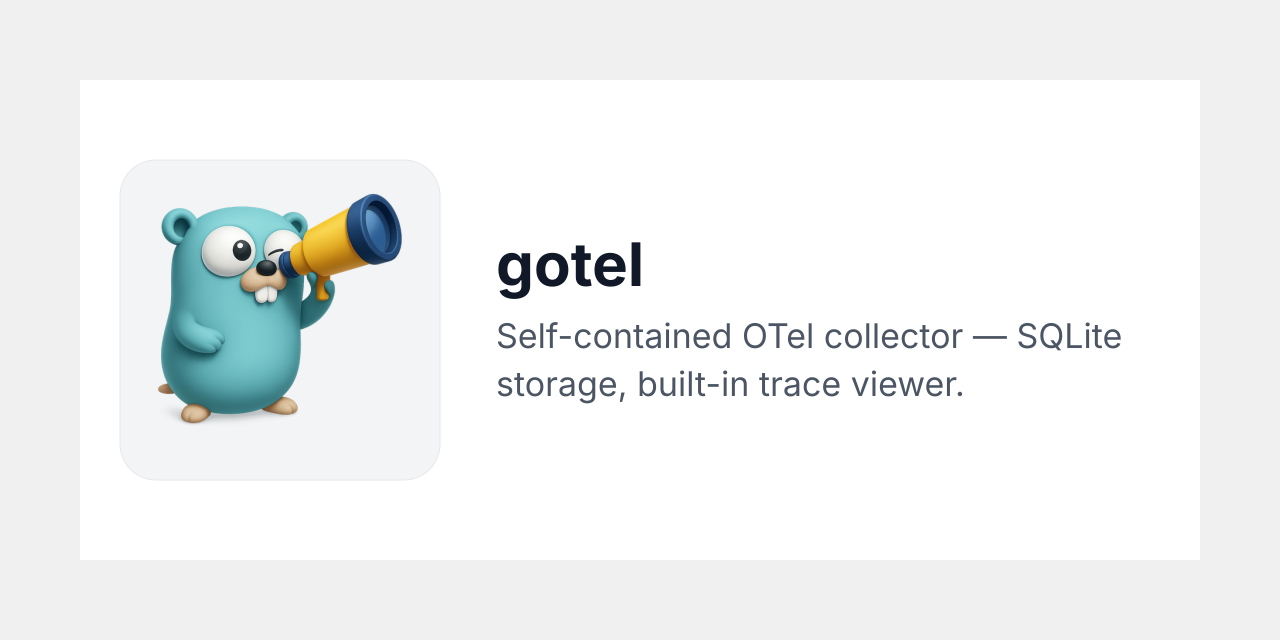 gotel
Self-contained OTel collector — SQLite
storage, built-in trace viewer.